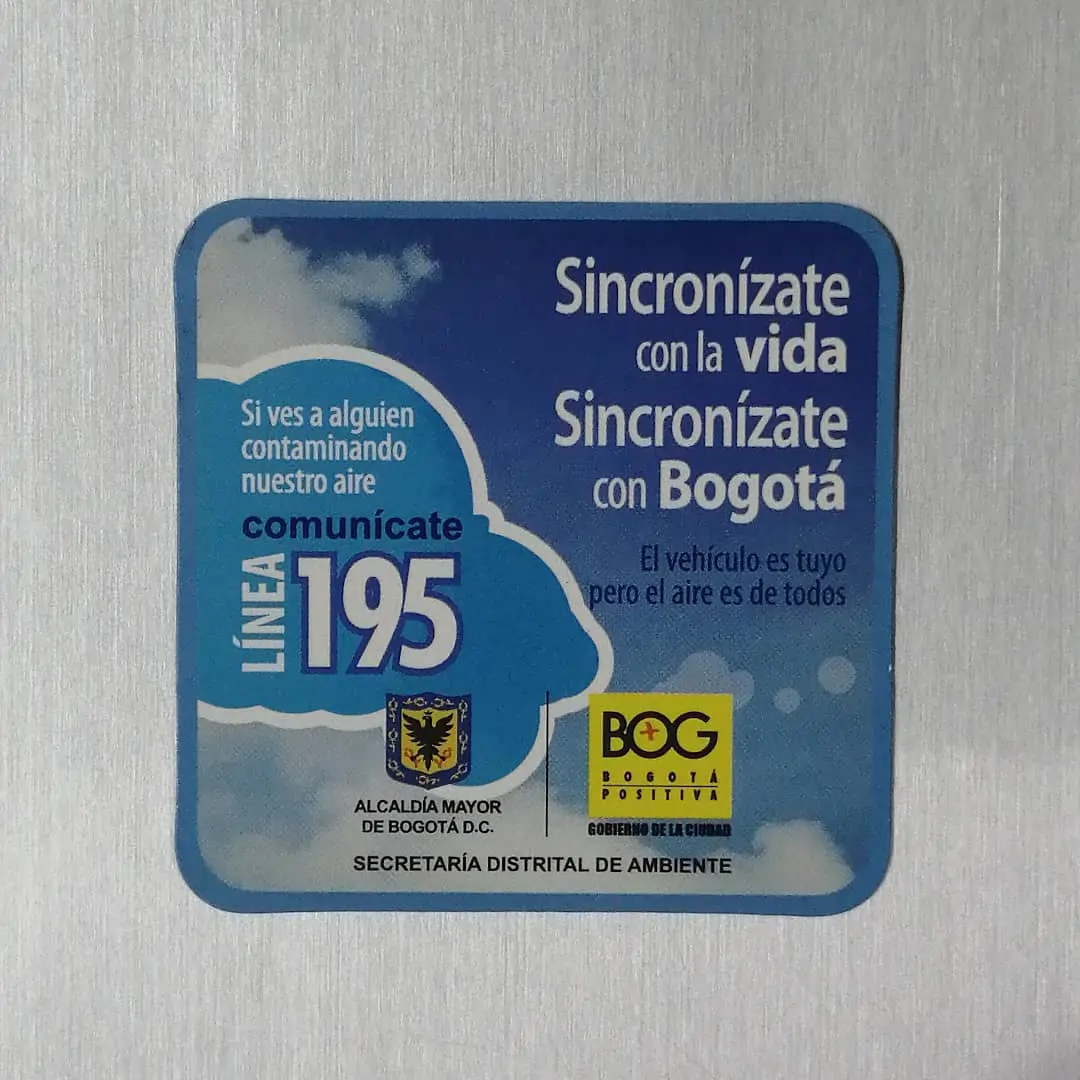 Sincronízate
con la vida
Sincronízate
con Bogotá
El vehículo es tuyo
pero el aire es de todos
Si ves a alguien
contaminando
nuestro aire
comunícate
LÍNEA 195
ALCALDÍA MAYOR
DE BOGOTÁ D.C.
BOG
BOGOTÁ
POSITIVA
GOBIERNO DE LA CIUDAD
SECRETARÍA DISTRITAL DE AMBIENTE